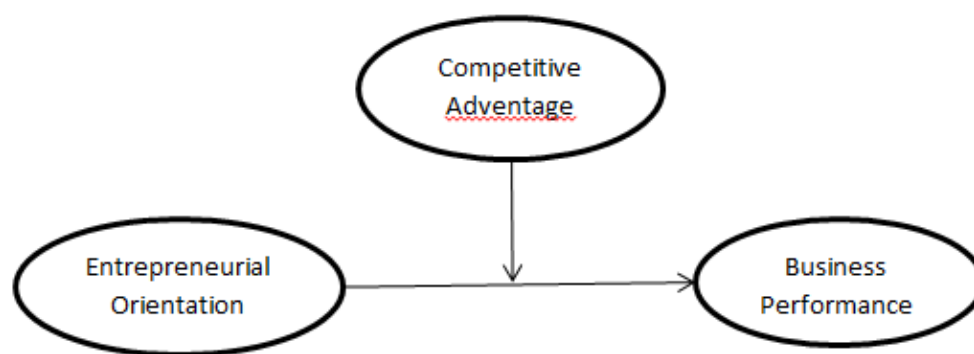 Competitive
Adventage
Entrepreneurial
Orientation
Business
Performance